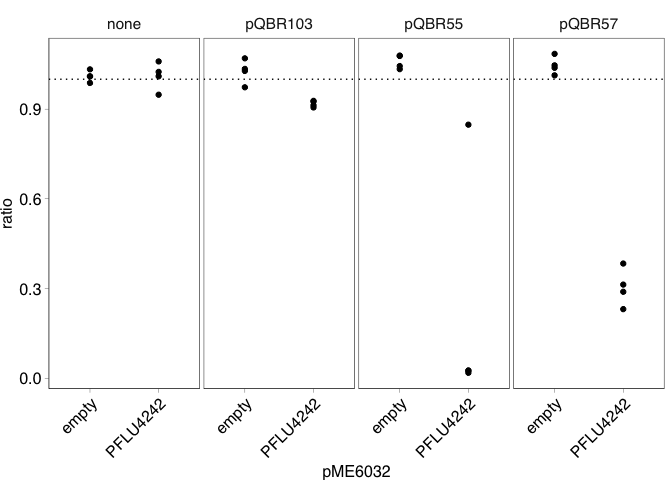 none pQBR103 pQBR55 pQBR57
ratio
0.9
0.6
0.3
0.0
empty PFLU4242 empty PFLU4242 empty PFLU4242 empty PFLU4242
pME6032